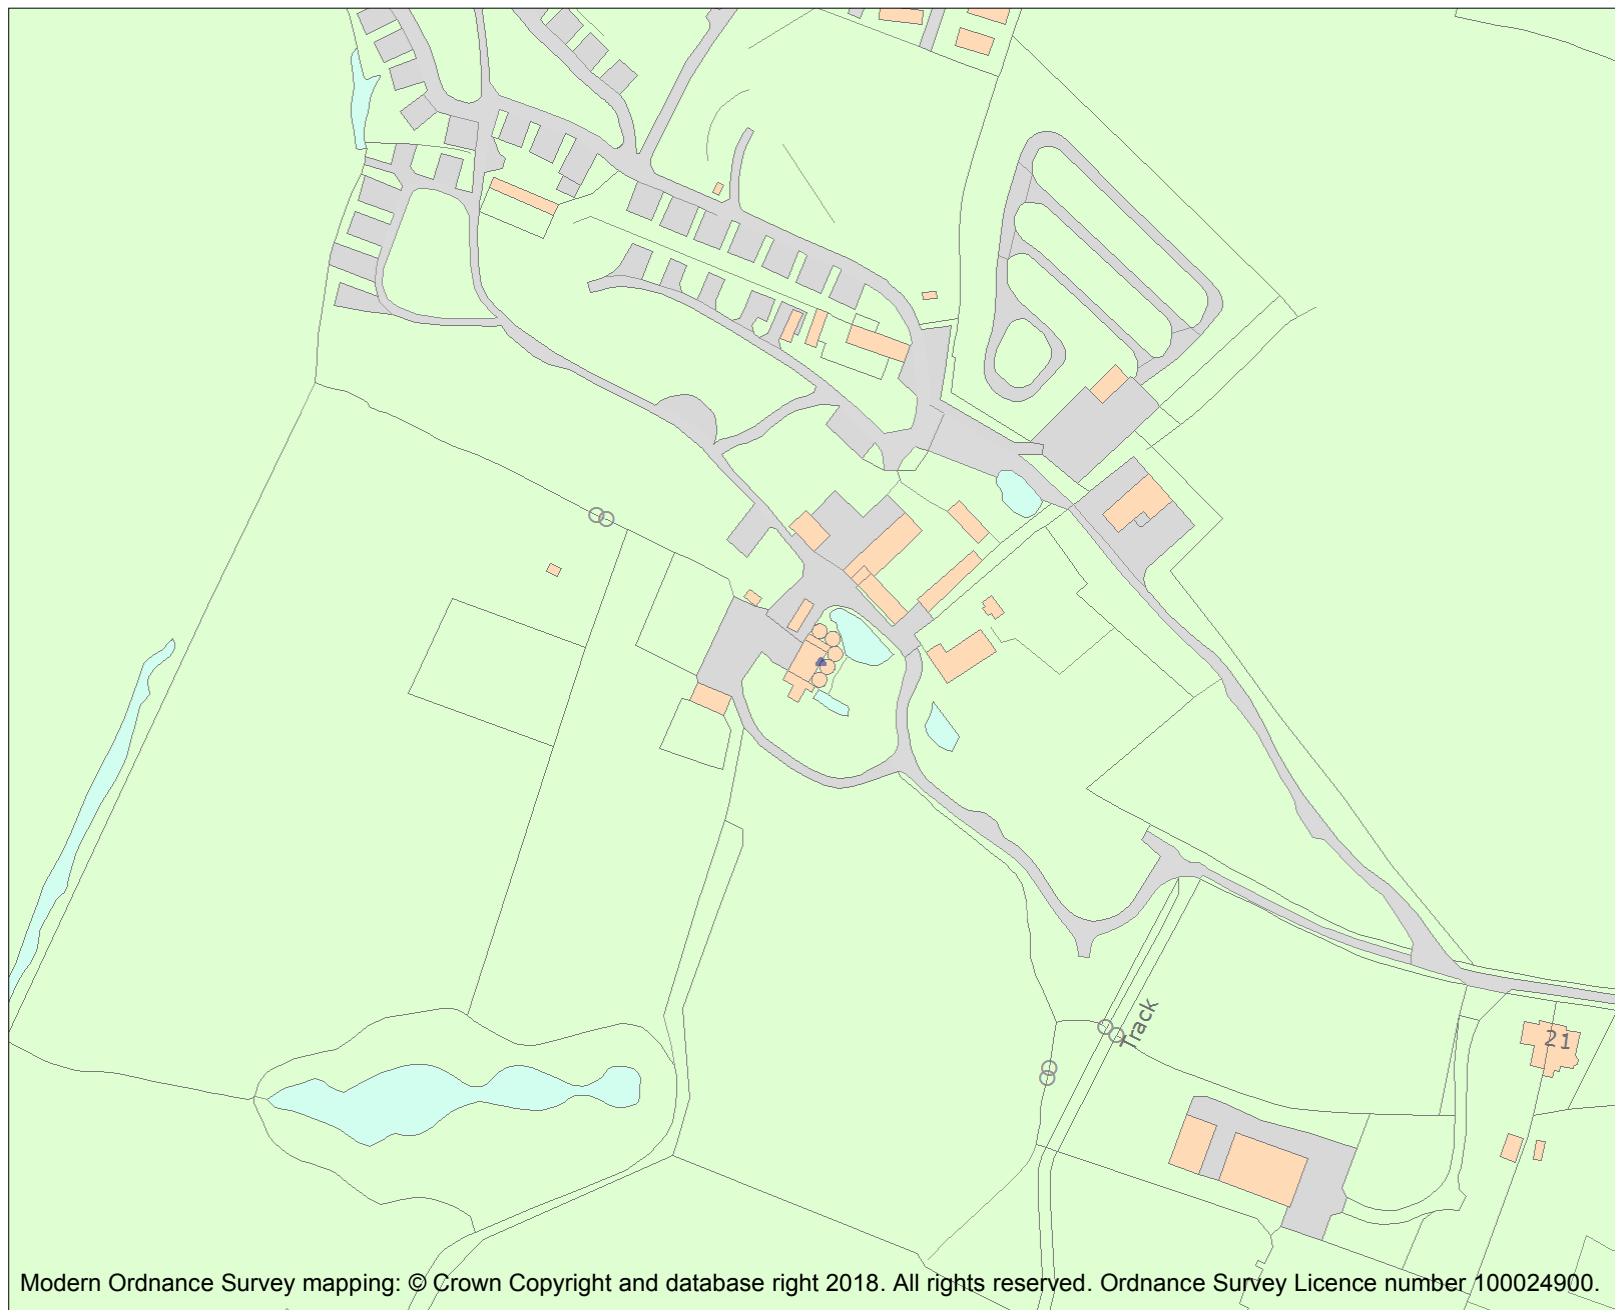 Track
21
Modern Ordnance Survey mapping: © Crown Copyright and database right 2018. All rights reserved. Ordnance Survey Licence number 100024900.